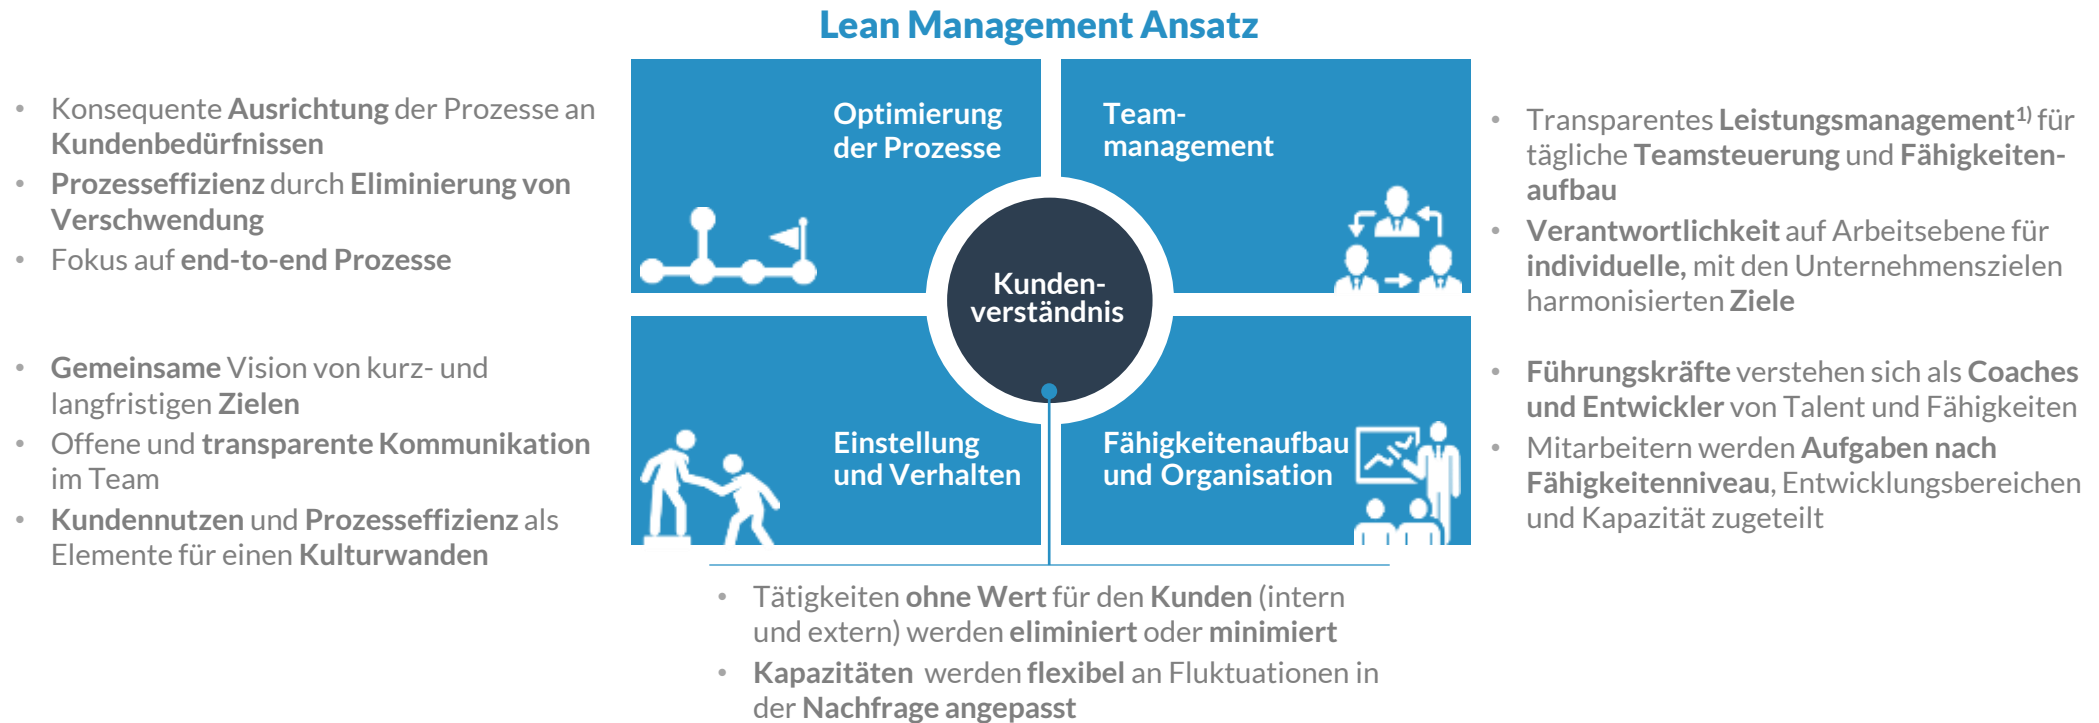 Lean Management Ansatz
• Konsequente Ausrichtung der Prozesse an
Kundenbedürfnissen
• Prozesseffizienz durch Eliminierung von
Verschwendung
• Fokus auf end-to-end Prozesse
Optimierung
der Prozesse
Team-
management
• Transparentes Leistungsmanagement¹⁾ für
tägliche Teamsteuerung und Fähigkeiten-
aufbau
• Verantwortlichkeit auf Arbeitsebene für
individuelle, mit den Unternehmenszielen
harmonisierten Ziele
Kunden-
verständnis
• Gemeinsame Vision von kurz- und
langfristigen Zielen
• Offene und transparente Kommunikation
im Team
• Kundennutzen und Prozesseffizienz als
Elemente für einen Kulturwanden
Einstellung
und Verhalten
Fähigkeitenaufbau
und Organisation
• Führungskräfte verstehen sich als Coaches
und Entwickler von Talent und Fähigkeiten
• Mitarbeitern werden Aufgaben nach
Fähigkeitenniveau, Entwicklungsbereichen
und Kapazität zugeteilt
• Tätigkeiten ohne Wert für den Kunden (intern
und extern) werden eliminiert oder minimiert
• Kapazitäten werden flexibel an Fluktuationen in
der Nachfrage angepasst